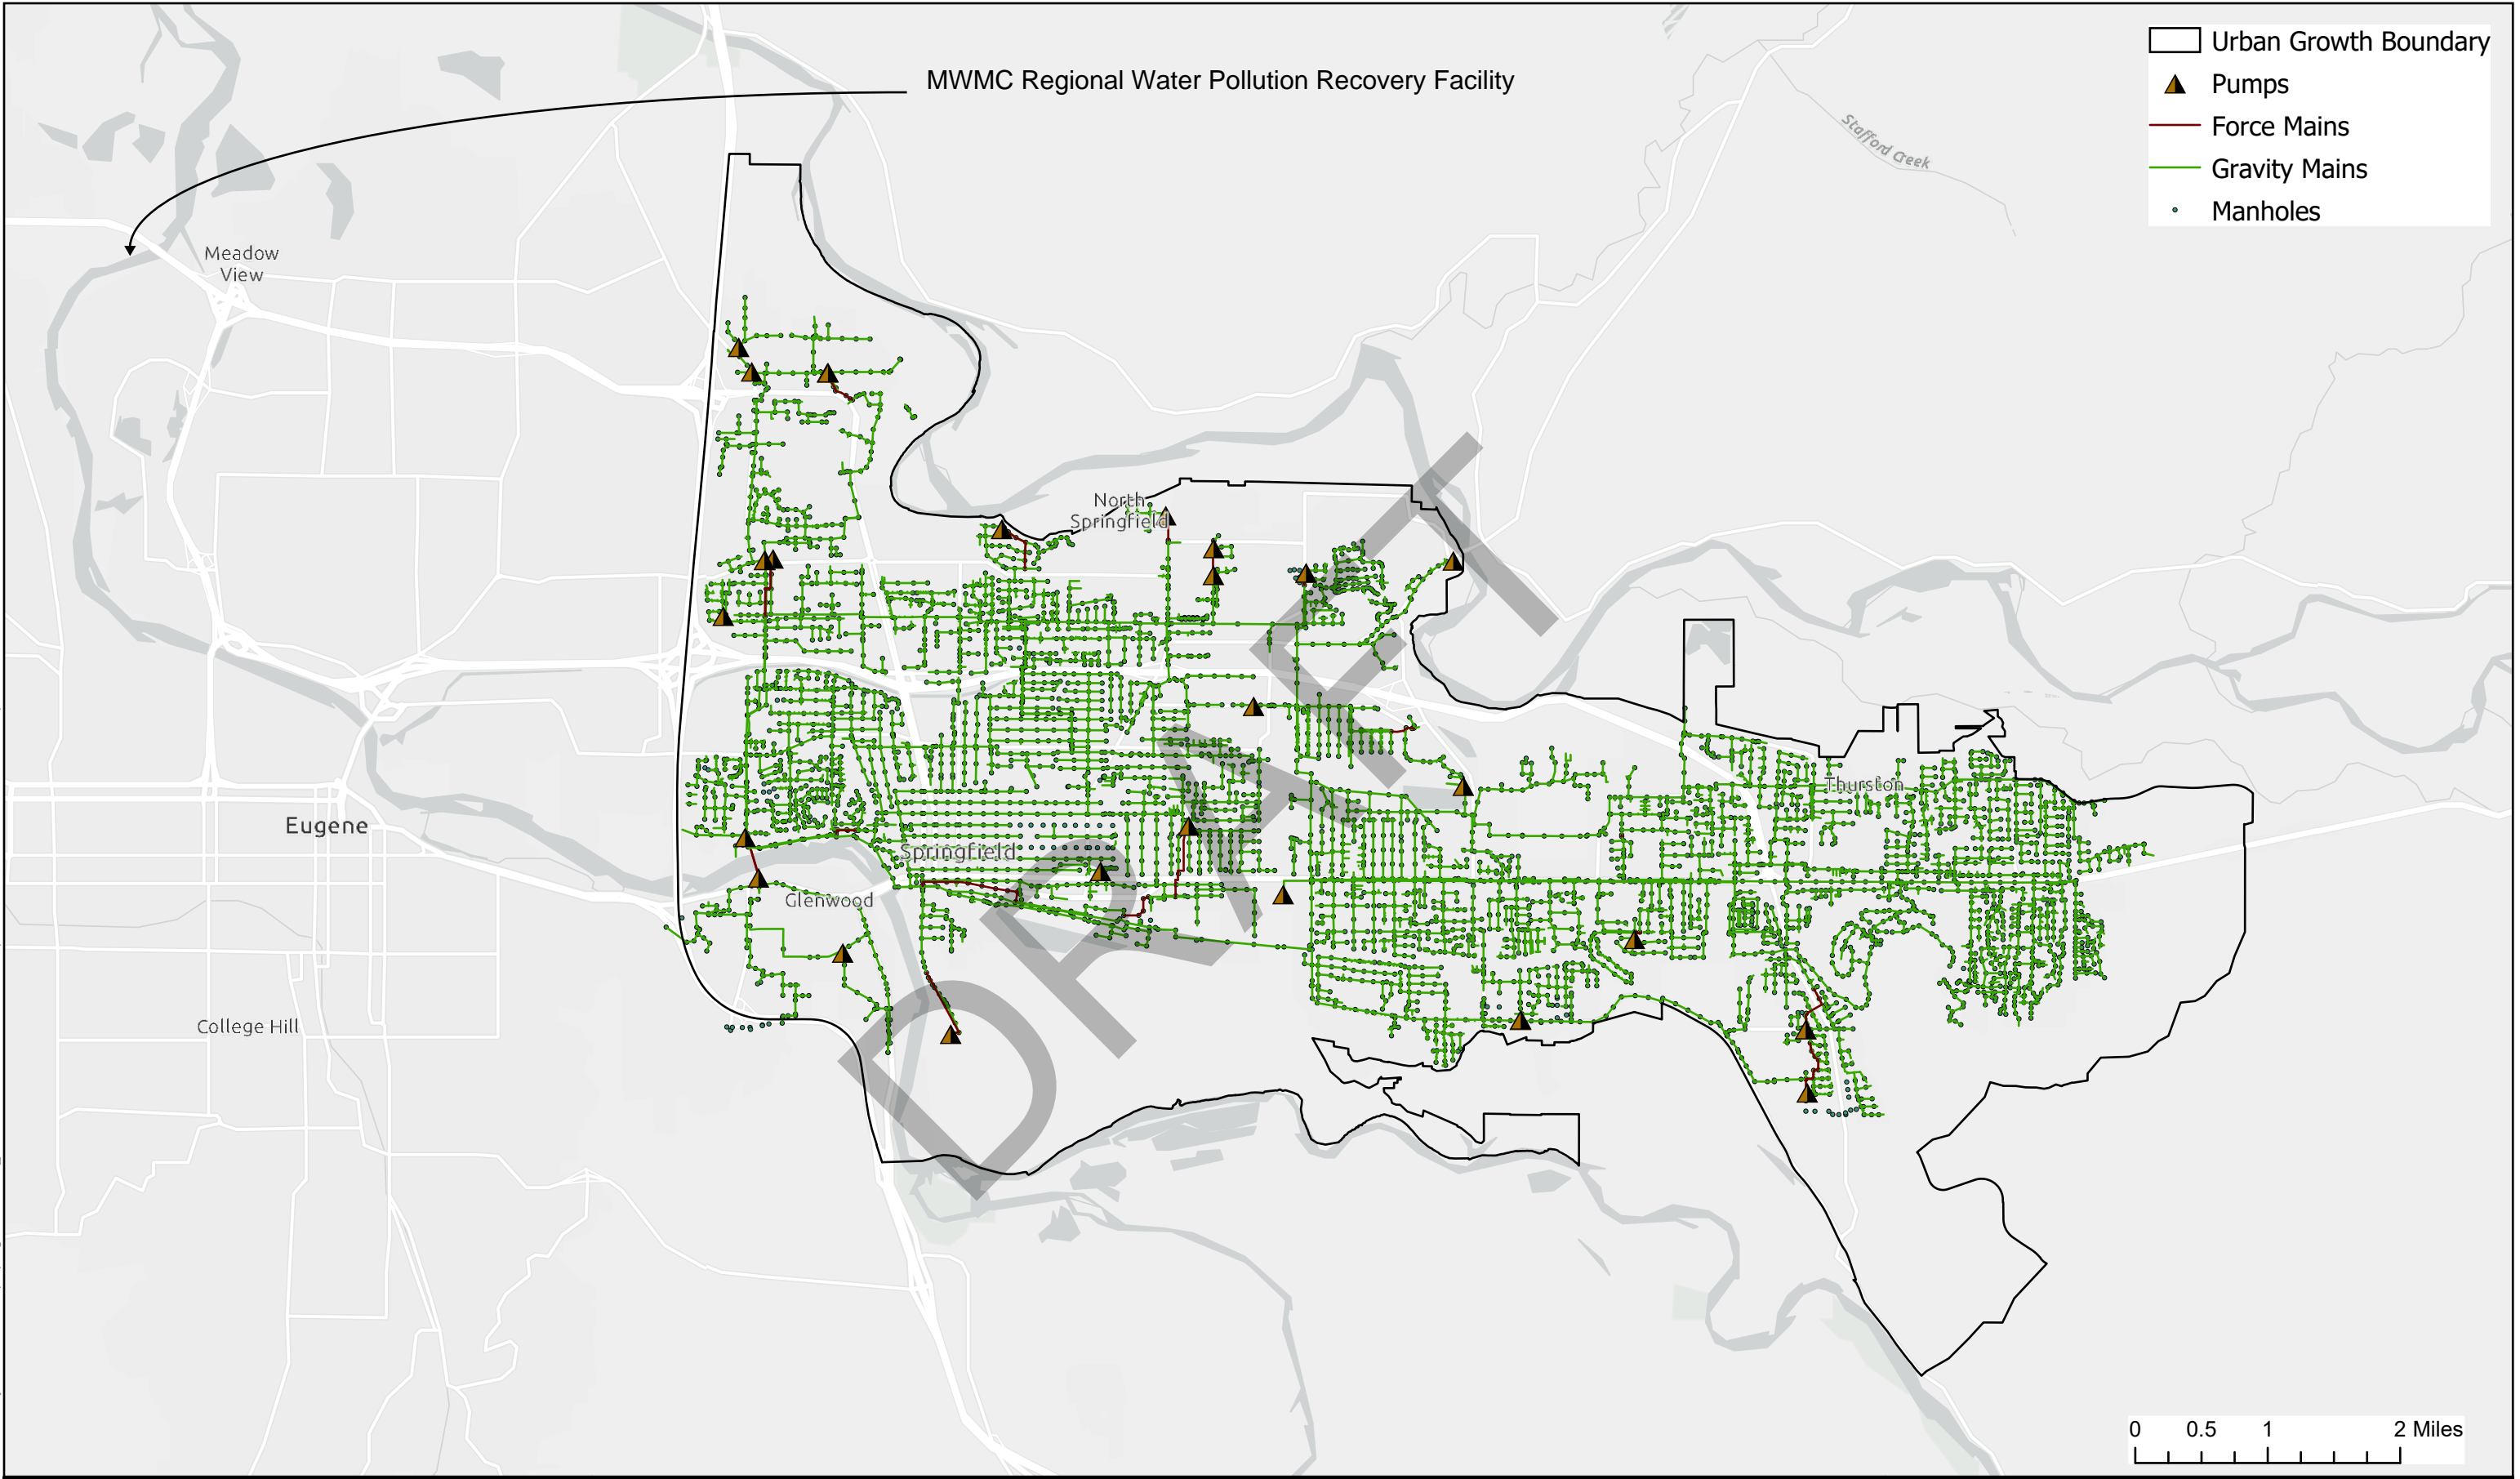 MWMC Regional Water Pollution Recovery Facility
Urban Growth Boundary
Pumps
Force Mains
Gravity Mains
Manholes
Stafford Creek
Meadow
View
North
Springfield
Thurston
Eugene
Springfield
Glenwood
College Hill
DRAFT
0 0.5 1 2 Miles